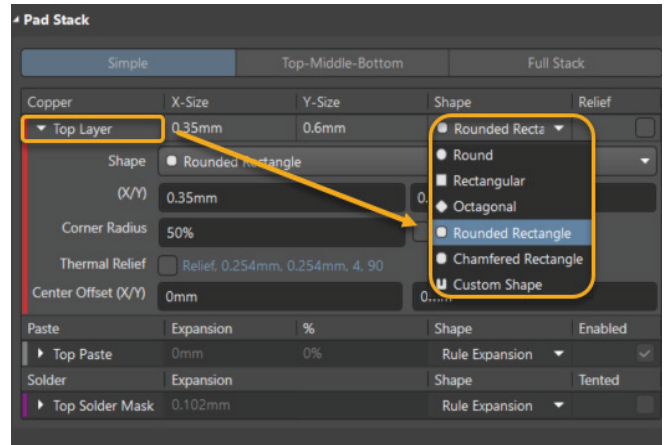 Pad Stack
Simple Top-Middle-Bottom Full Stack
Copper X-Size Y-Size Shape Relief
Top Layer 0.35mm 0.6mm Rounded Recta
Shape Rounded Rectangle
Round
Rectangular
(X/Y) 0.35mm 0.
Octagonal
Corner Radius 50%
Rounded Rectangle
Thermal Relief Relief, 0.254mm, 0.254mm, 4, 90
Chamfered Rectangle
Center Offset (X/Y) 0mm
Custom Shape
Paste Expansion % Shape Enabled
Top Paste 0mm 0% Rule Expansion
Solder Expansion Shape Tented
Top Solder Mask 0.102mm Rule Expansion